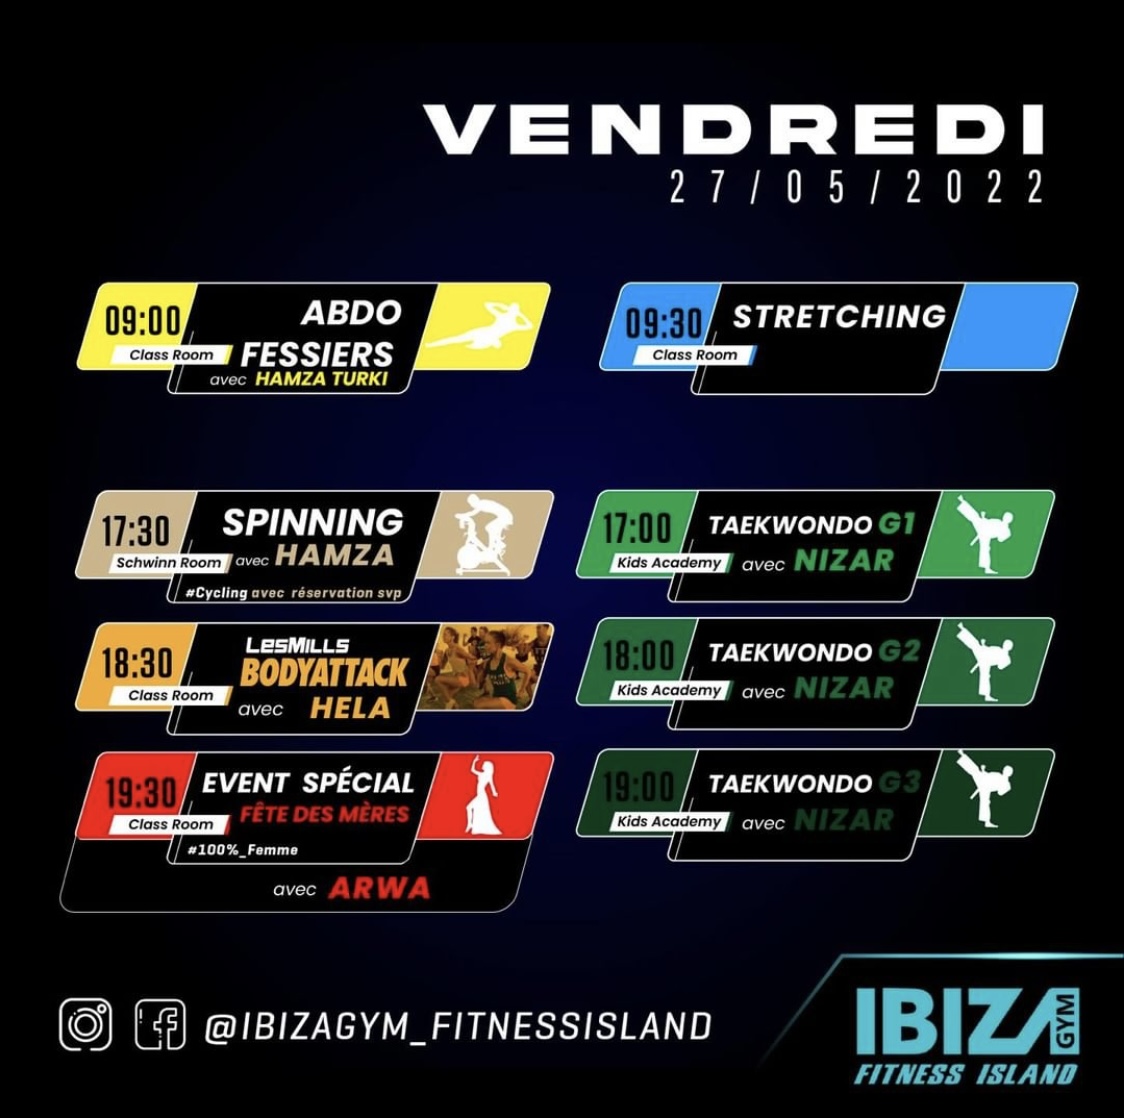 VENDREDI
27/05/2022
09:00
Class Room
ABDO
FESSIERS
avec HAMZA TURKI
09:30
Class Room
STRETCHING
17:30
Schwinn Room
SPINNING
avec HAMZA
#Cycling avec réservation svp
17:00
Kids Academy
TAEKWONDO G1
avec NIZAR
18:30
Class Room
LesMILLS
BODYATTACK
avec HELA
18:00
Kids Academy
TAEKWONDO G2
avec NIZAR
19:30
Class Room
EVENT SPÉCIAL
FÊTE DES MÈRES
#100%_Femme
avec ARWA
19:00
Kids Academy
TAEKWONDO G3
avec NIZAR
@IBIZAGYM_FITNESSISLAND
IBIZA GYM
FITNESS ISLAND